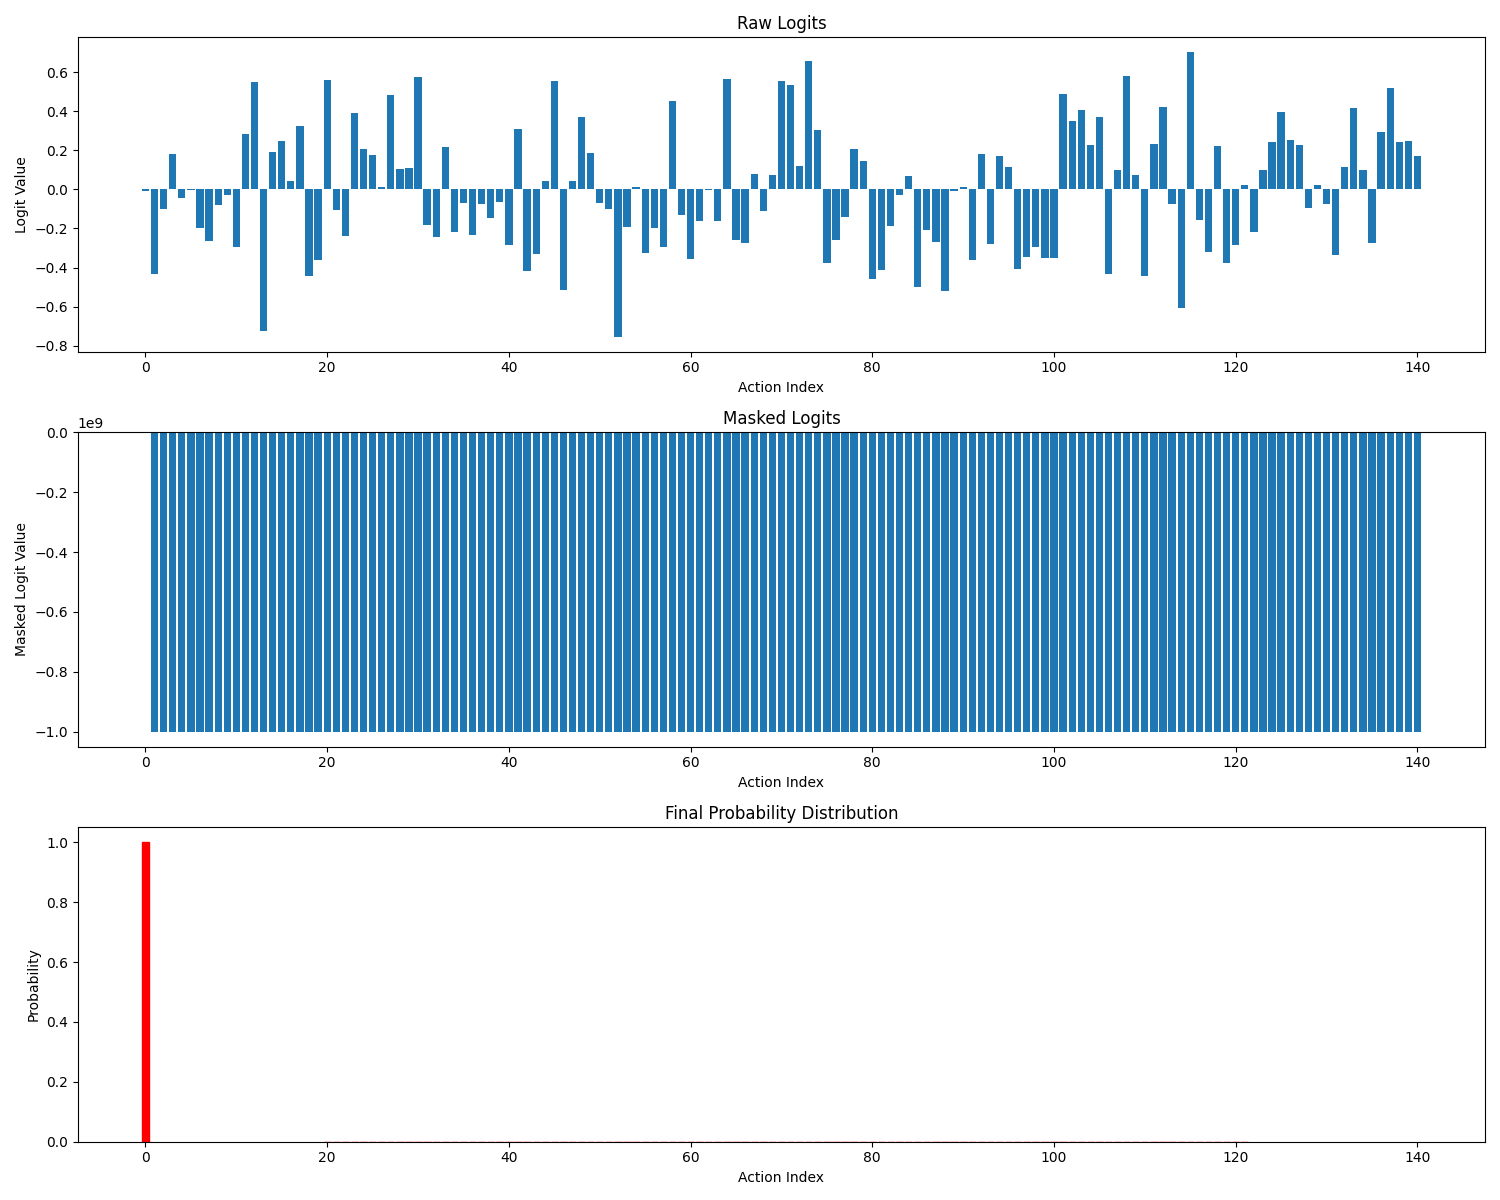 Raw Logits
Logit Value
0.6
0.4
0.2
0.0
−0.2
−0.4
−0.6
−0.8
0 20 40 60 80 100 120 140
Action Index
Masked Logits
1e9
Masked Logit Value
0.0
−0.2
−0.4
−0.6
−0.8
−1.0
0 20 40 60 80 100 120 140
Action Index
Final Probability Distribution
Probability
1.0
0.8
0.6
0.4
0.2
0.0
0 20 40 60 80 100 120 140
Action Index